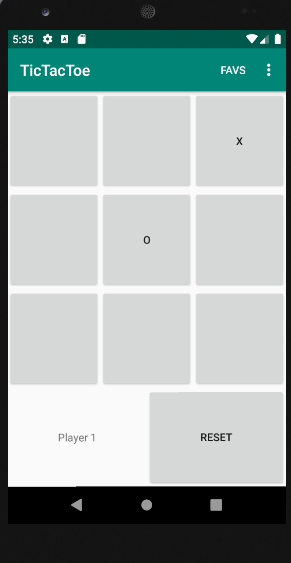 5:35
TicTacToe FAVS
X
O
Player 1 RESET